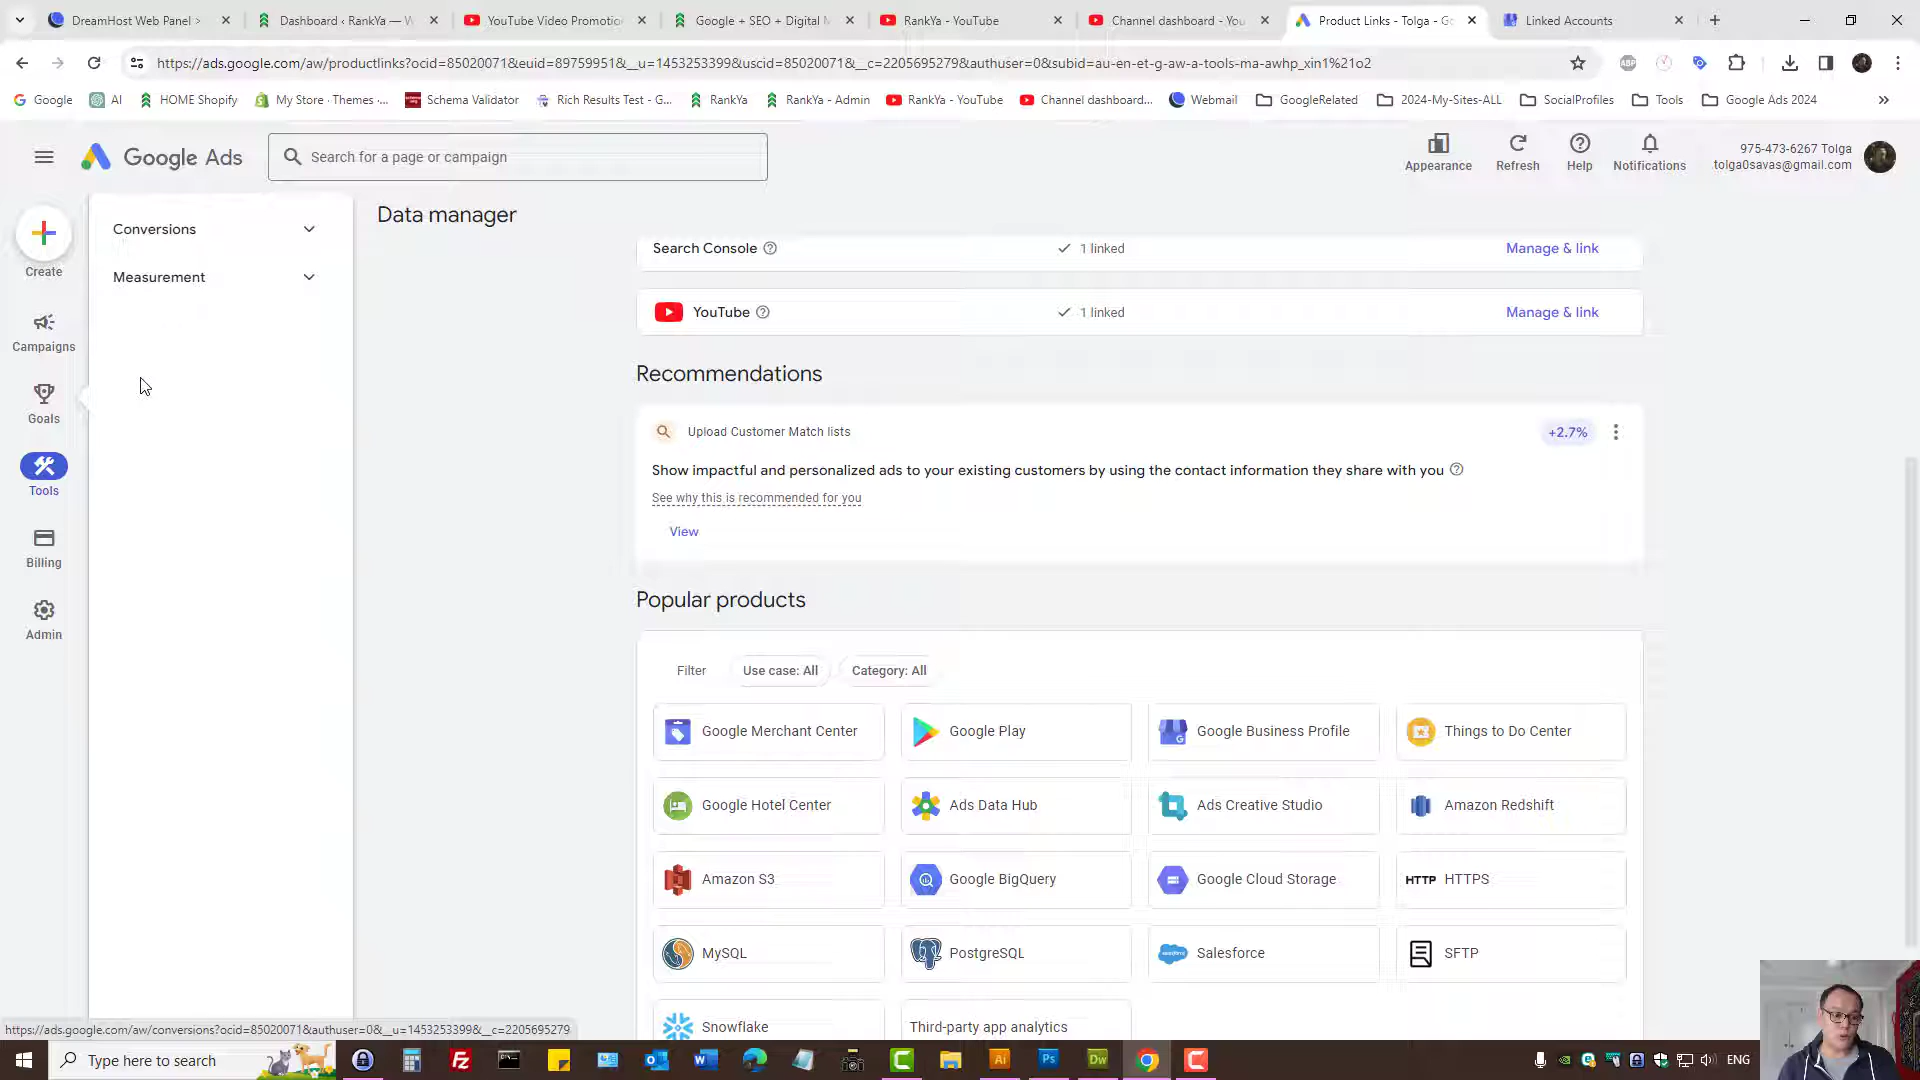 DreamHost Web Panel >
Dashboard ‹ RankYa — W
YouTube Video Promotio
Google + SEO + Digital M
RankYa - YouTube
Channel dashboard - You
Product Links - Tolga - Go
Linked Accounts
https://ads.google.com/aw/productlinks?ocid=85020071&euid=89759951&__u=1453253399&uscid=85020071&__c=2205695279&authuser=0&subid=au-en-et-g-aw-a-tools-ma-awhp_xin1%21o2
ABP
Google
AI
HOME Shopify
My Store · Themes ·...
Schema Validator
Rich Results Test - G...
RankYa
RankYa - Admin
RankYa - YouTube
Channel dashboard...
Webmail
GoogleRelated
2024-My-Sites-ALL
SocialProfiles
Tools
Google Ads 2024
»
Google Ads
Search for a page or campaign
Appearance
Refresh
Help
Notifications
975-473-6267 Tolga
tolga0savas@gmail.com
Create
Campaigns
Goals
Tools
Billing
Admin
Conversions
Measurement
Data manager
Search Console
1 linked
Manage & link
YouTube
1 linked
Manage & link
Recommendations
Upload Customer Match lists
+2.7%
Show impactful and personalized ads to your existing customers by using the contact information they share with you
See why this is recommended for you
View
Popular products
Filter
Use case: All
Category: All
Google Merchant Center
Google Play
Google Business Profile
Things to Do Center
Google Hotel Center
Ads Data Hub
Ads Creative Studio
Amazon Redshift
Amazon S3
Google BigQuery
Google Cloud Storage
HTTP HTTPS
MySQL
PostgreSQL
Salesforce
SFTP
Snowflake
Third-party app analytics
https://ads.google.com/aw/conversions?ocid=85020071&authuser=0&__u=1453253399&__c=2205695279
Type here to search
Ai
Ps
Dw
ENG